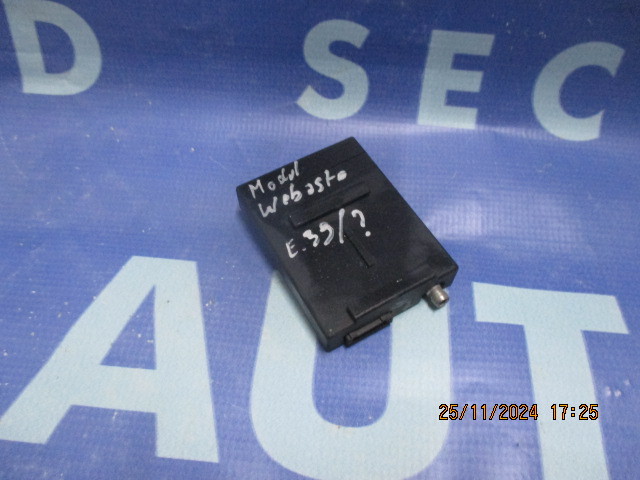 D SEC
Modul
Webasto
E.39/?
AUT
25/11/2024 17:25